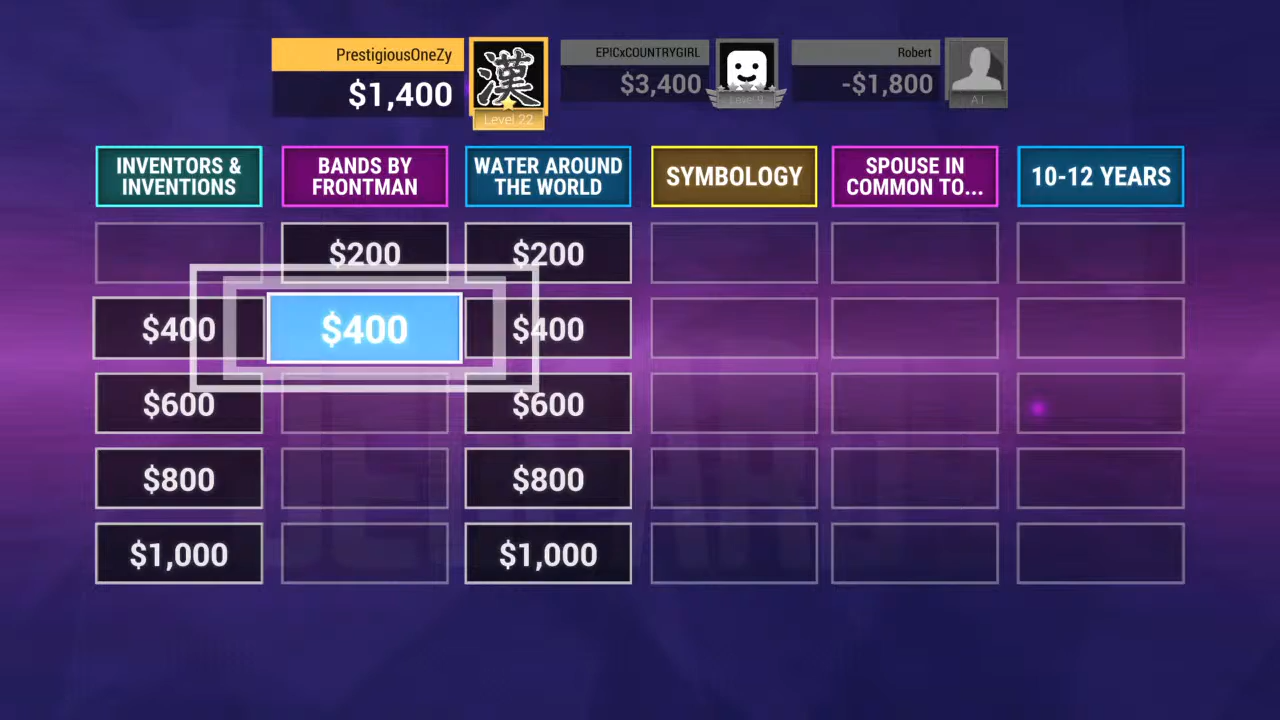 PrestigiousOneZy
$1,400
漢
Level 22
EPICxCOUNTRYGIRL
$3,400
Robert
-$1,800
AI
INVENTORS &
INVENTIONS
BANDS BY
FRONTMAN
WATER AROUND
THE WORLD
SYMBOLOGY
SPOUSE IN
COMMON TO...
10-12 YEARS
$200 $200
$400 $400 $400
$600 $600
$800 $800
$1,000 $1,000